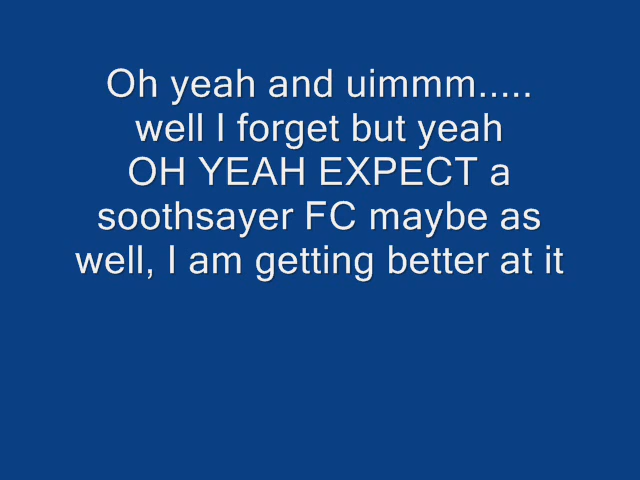 Oh yeah and uimmm.....
well I forget but yeah
OH YEAH EXPECT a
soothsayer FC maybe as
well, I am getting better at it